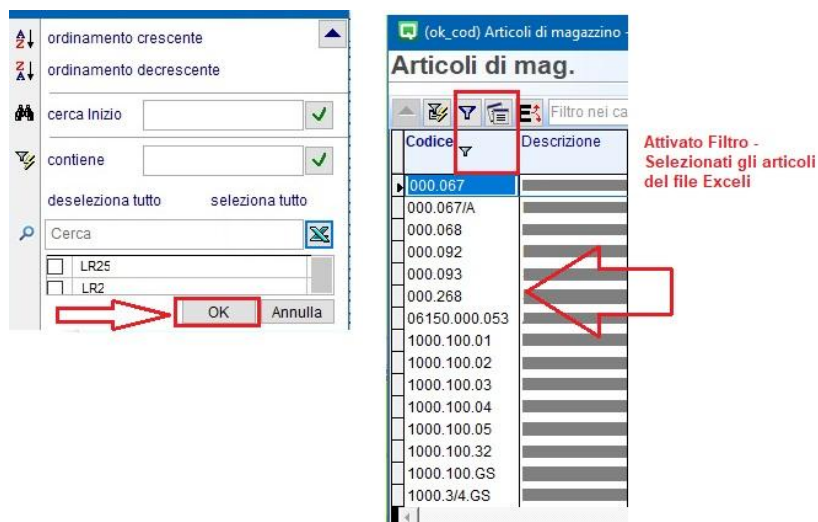 ordinamento crescente
ordinamento decrescente
cerca Inizio
contiene
deseleziona tutto seleziona tutto
Cerca
LR25
LR2
OK Annulla
(ok_cod) Articoli di magazzino -
Articoli di mag.
Filtro nei ca
Codice Descrizione
000.067
000.067/A
000.068
000.092
000.093
000.268
06150.000.053
1000.100.01
1000.100.02
1000.100.03
1000.100.04
1000.100.05
1000.100.32
1000.100.GS
1000.3/4.GS
Attivato Filtro -
Selezionati gli articoli
del file Exceli